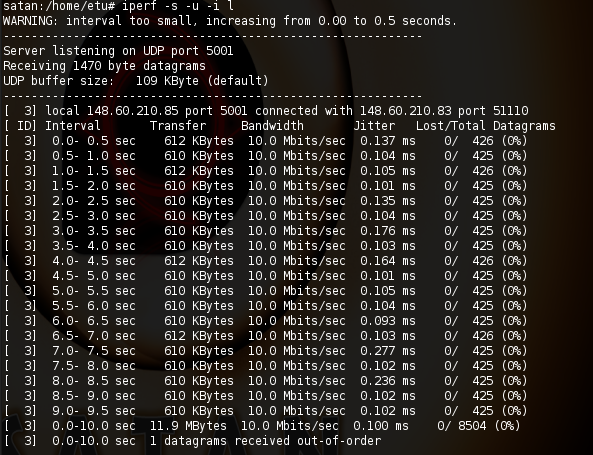 satan:/home/etu# iperf -s -u -i l
WARNING: interval too small, increasing from 0.00 to 0.5 seconds.
------------------------------------------------------------
Server listening on UDP port 5001
Receiving 1470 byte datagrams
UDP buffer size:   109 KByte (default)
------------------------------------------------------------
[  3] local 148.60.210.85 port 5001 connected with 148.60.210.83 port 51110
[ ID] Interval       Transfer     Bandwidth       Jitter   Lost/Total Datagrams
[  3]  0.0- 0.5 sec    612 KBytes  10.0 Mbits/sec  0.137 ms    0/  426 (0%)
[  3]  0.5- 1.0 sec    610 KBytes  10.0 Mbits/sec  0.104 ms    0/  425 (0%)
[  3]  1.0- 1.5 sec    612 KBytes  10.0 Mbits/sec  0.105 ms    0/  426 (0%)
[  3]  1.5- 2.0 sec    610 KBytes  10.0 Mbits/sec  0.101 ms    0/  425 (0%)
[  3]  2.0- 2.5 sec    610 KBytes  10.0 Mbits/sec  0.135 ms    0/  425 (0%)
[  3]  2.5- 3.0 sec    610 KBytes  10.0 Mbits/sec  0.104 ms    0/  425 (0%)
[  3]  3.0- 3.5 sec    610 KBytes  10.0 Mbits/sec  0.176 ms    0/  425 (0%)
[  3]  3.5- 4.0 sec    610 KBytes  10.0 Mbits/sec  0.103 ms    0/  425 (0%)
[  3]  4.0- 4.5 sec    612 KBytes  10.0 Mbits/sec  0.164 ms    0/  426 (0%)
[  3]  4.5- 5.0 sec    610 KBytes  10.0 Mbits/sec  0.101 ms    0/  425 (0%)
[  3]  5.0- 5.5 sec    610 KBytes  10.0 Mbits/sec  0.105 ms    0/  425 (0%)
[  3]  5.5- 6.0 sec    610 KBytes  10.0 Mbits/sec  0.104 ms    0/  425 (0%)
[  3]  6.0- 6.5 sec    610 KBytes  10.0 Mbits/sec  0.093 ms    0/  425 (0%)
[  3]  6.5- 7.0 sec    612 KBytes  10.0 Mbits/sec  0.103 ms    0/  426 (0%)
[  3]  7.0- 7.5 sec    610 KBytes  10.0 Mbits/sec  0.277 ms    0/  425 (0%)
[  3]  7.5- 8.0 sec    610 KBytes  10.0 Mbits/sec  0.102 ms    0/  425 (0%)
[  3]  8.0- 8.5 sec    610 KBytes  10.0 Mbits/sec  0.236 ms    0/  425 (0%)
[  3]  8.5- 9.0 sec    610 KBytes  10.0 Mbits/sec  0.102 ms    0/  425 (0%)
[  3]  9.0- 9.5 sec    610 KBytes  10.0 Mbits/sec  0.102 ms    0/  425 (0%)
[  3]  0.0-10.0 sec  11.9 MBytes  10.0 Mbits/sec  0.100 ms    0/ 8504 (0%)
[  3]  0.0-10.0 sec  1 datagrams received out-of-order